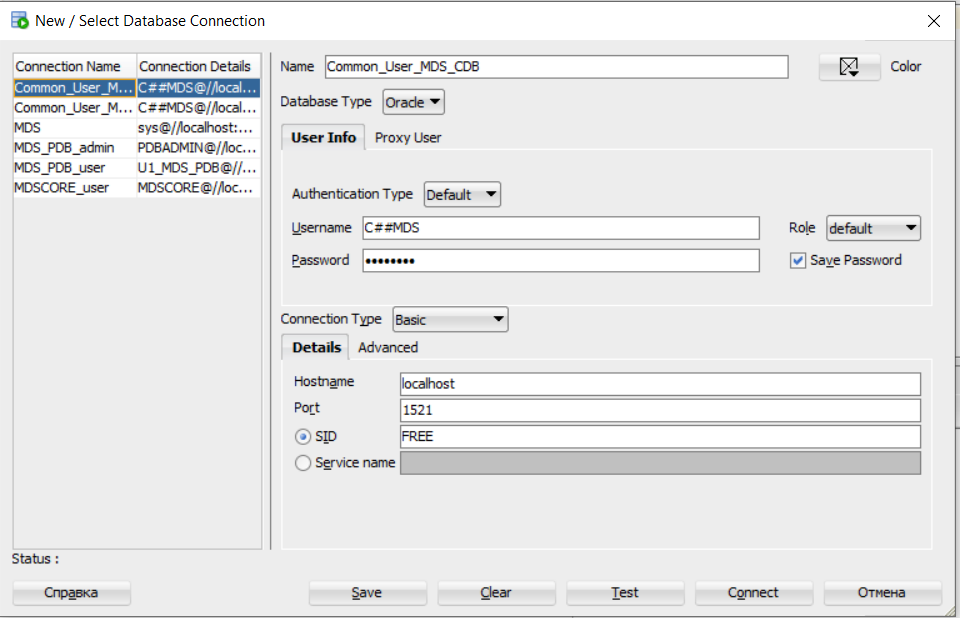 New / Select Database Connection
Connection Name Connection Details
Common_User_M... C##MDS@//local...
Common_User_M... C##MDS@//local...
MDS sys@//localhost:...
MDS_PDB_admin PDBADMIN@//loc...
MDS_PDB_user U1_MDS_PDB@//...
MDSCORE_user MDSCORE@//loc...
Name Common_User_MDS_CDB Color
Database Type Oracle
User Info Proxy User
Authentication Type Default
Username C##MDS Role default
Password •••••••• Save Password
Connection Type Basic
Details Advanced
Hostname localhost
Port 1521
SID FREE
Service name
Status :
Справка Save Clear Test Connect Отмена